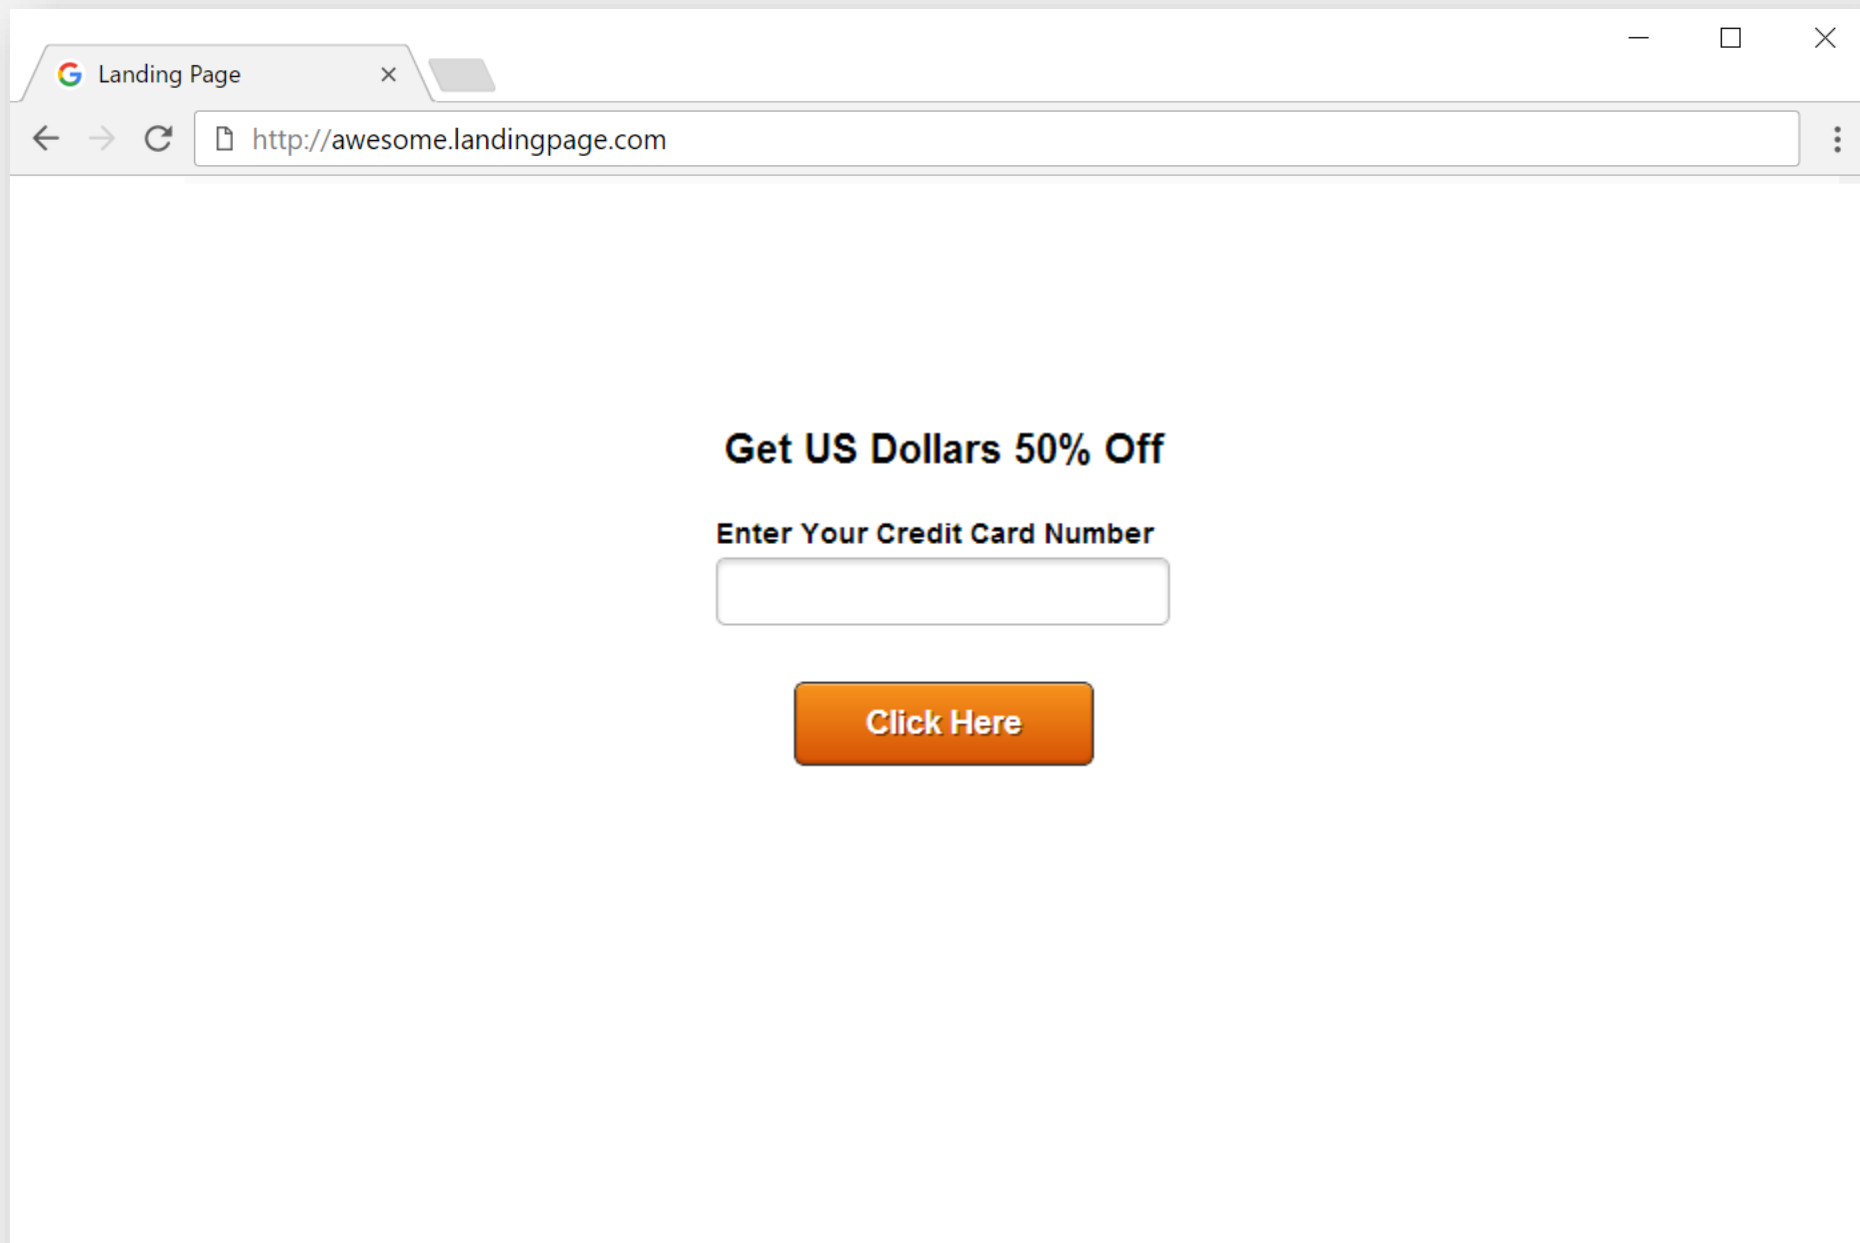 Landing Page
http://awesome.landingpage.com
Get US Dollars 50% Off
Enter Your Credit Card Number
Click Here